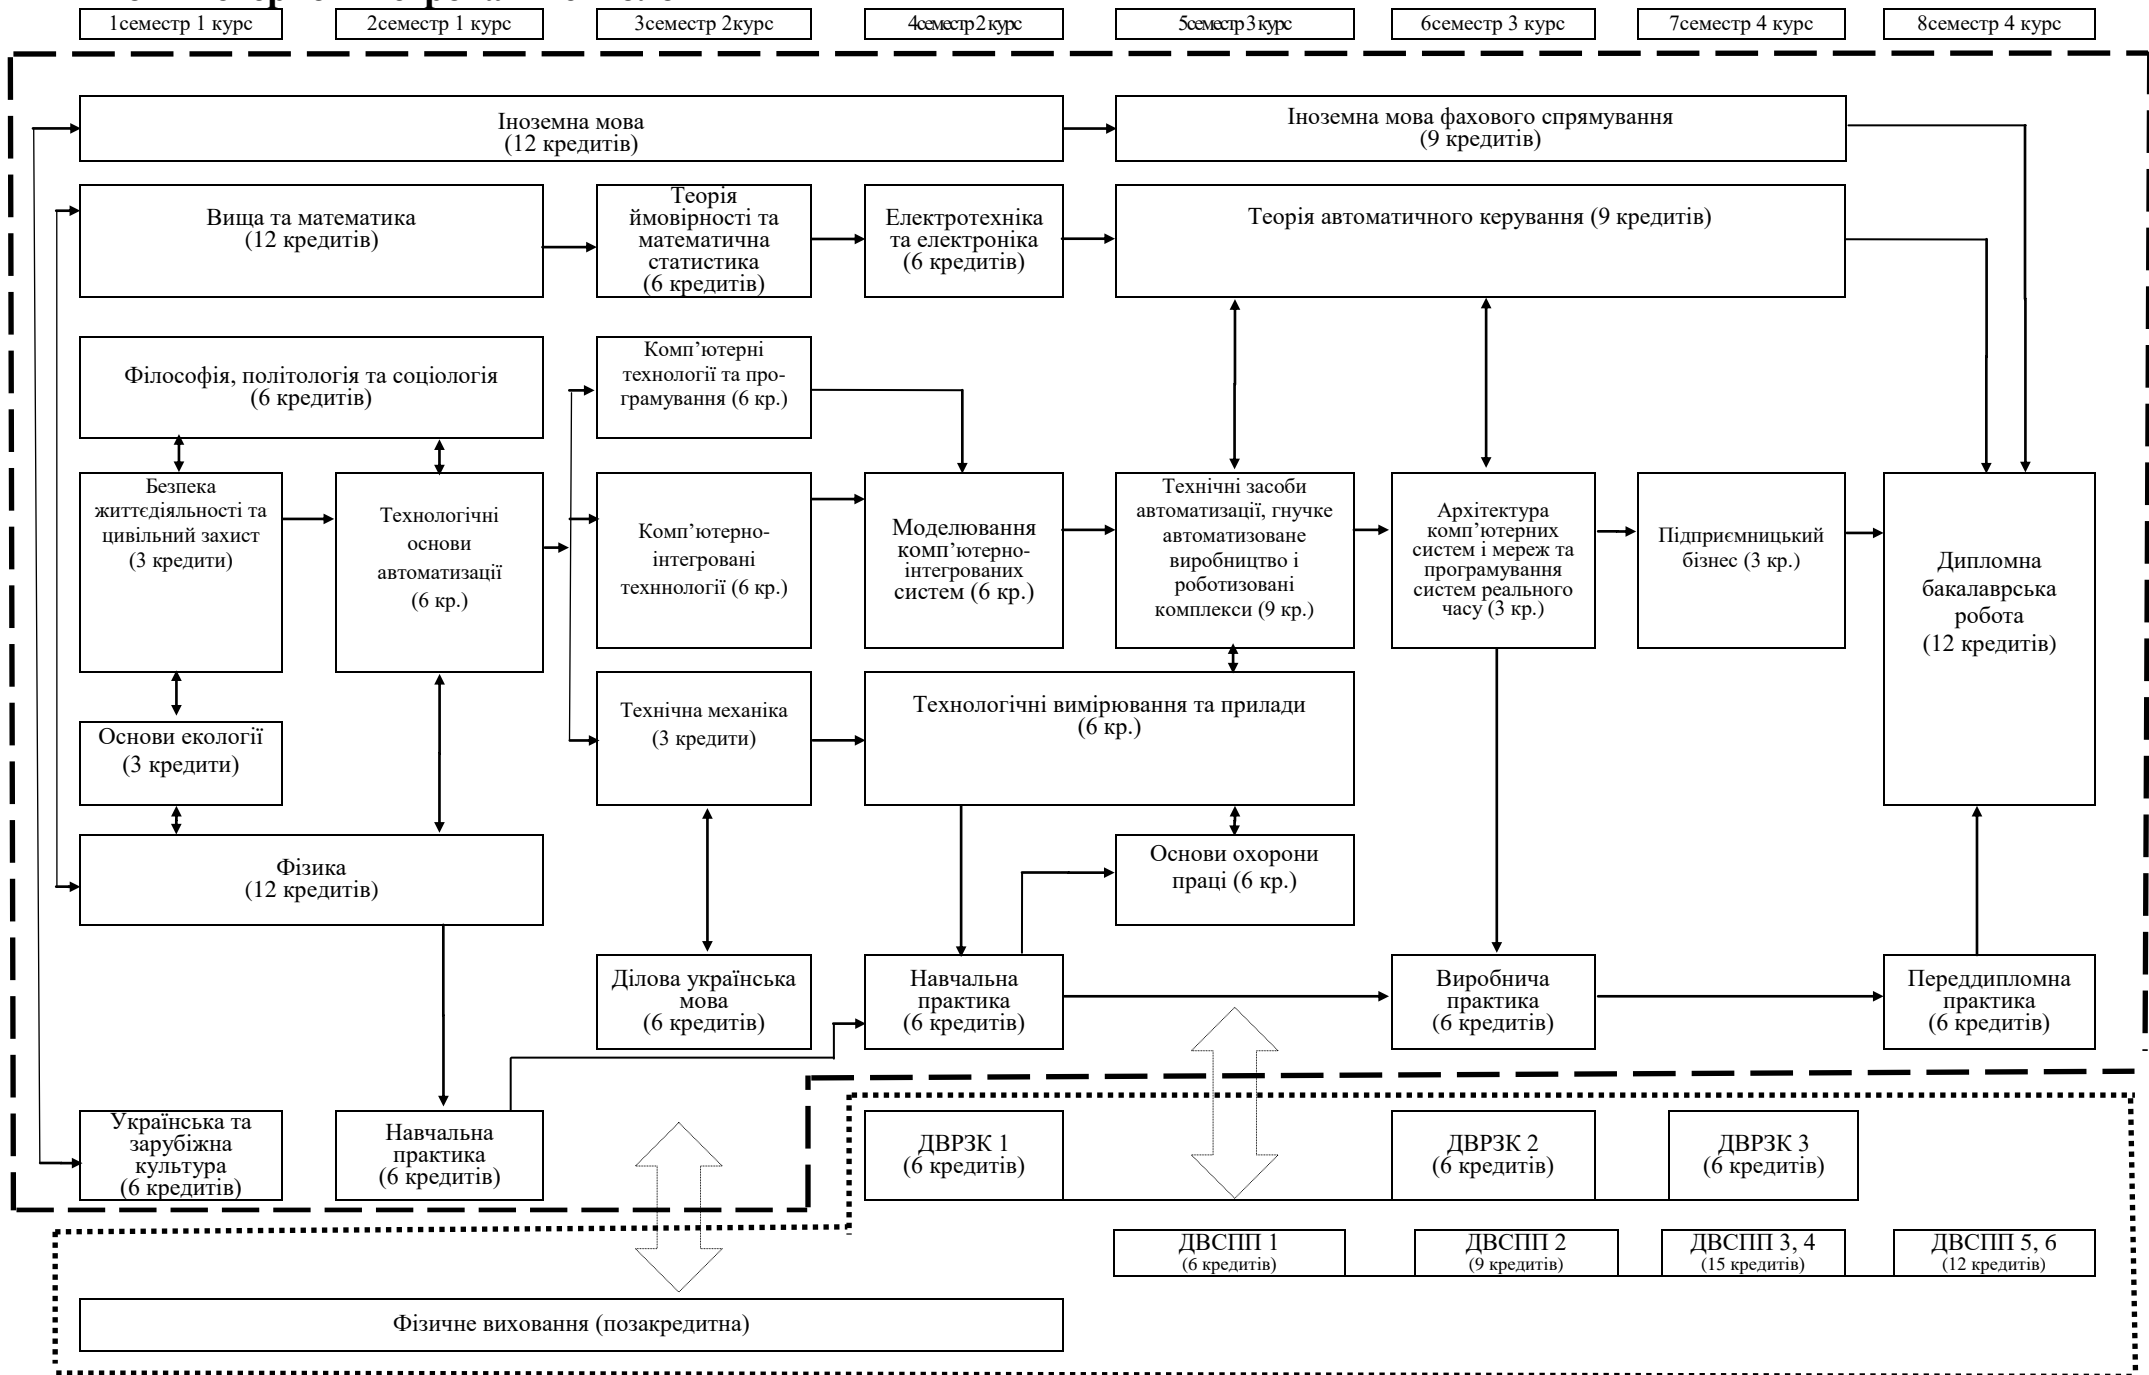 1семестр 1 курс
2семестр 1 курс
3семестр 2курс
4семестр 2 курс
5семестр 3 курс
6семестр 3 курс
7семестр 4 курс
8семестр 4 курс
Іноземна мова
(12 кредитів)
Іноземна мова фахового спрямування
(9 кредитів)
Вища та математика
(12 кредитів)
Теорія
ймовірності та
математична
статистика
(6 кредитів)
Електротехніка
та електроніка
(6 кредитів)
Теорія автоматичного керування (9 кредитів)
Філософія, політологія та соціологія
(6 кредитів)
Комп’ютерні
технології та про-
грамування (6 кр.)
Безпека
життєдіяльності та
цивільний захист
(3 кредити)
Технологічні
основи
автоматизації
(6 кр.)
Комп’ютерно-
інтегровані
техннології (6 кр.)
Моделювання
комп’ютерно-
інтегрованих
систем (6 кр.)
Технічні засоби
автоматизації, гнучке
автоматизоване
виробництво і
роботизовані
комплекси (9 кр.)
Архітектура
комп’ютерних
систем і мереж та
програмування
систем реального
часу (3 кр.)
Підприємницький
бізнес (3 кр.)
Дипломна
бакалаврська
робота
(12 кредитів)
Основи екології
(3 кредити)
Технічна механіка
(3 кредити)
Технологічні вимірювання та прилади
(6 кр.)
Фізика
(12 кредитів)
Основи охорони
праці (6 кр.)
Ділова українська
мова
(6 кредитів)
Навчальна
практика
(6 кредитів)
Виробнича
практика
(6 кредитів)
Переддипломна
практика
(6 кредитів)
Українська та
зарубіжна
культура
(6 кредитів)
Навчальна
практика
(6 кредитів)
ДВРЗК 1
(6 кредитів)
ДВРЗК 2
(6 кредитів)
ДВРЗК 3
(6 кредитів)
ДВСПП 1
(6 кредитів)
ДВСПП 2
(9 кредитів)
ДВСПП 3, 4
(15 кредитів)
ДВСПП 5, 6
(12 кредитів)
Фізичне виховання (позакредитна)